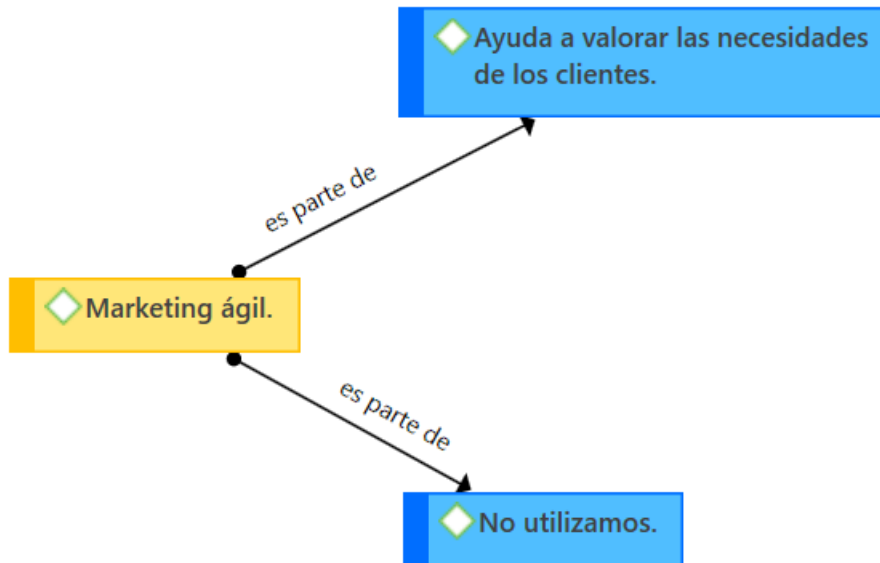 Ayuda a valorar las necesidades
de los clientes.
es parte de
Marketing ágil.
es parte de
No utilizamos.